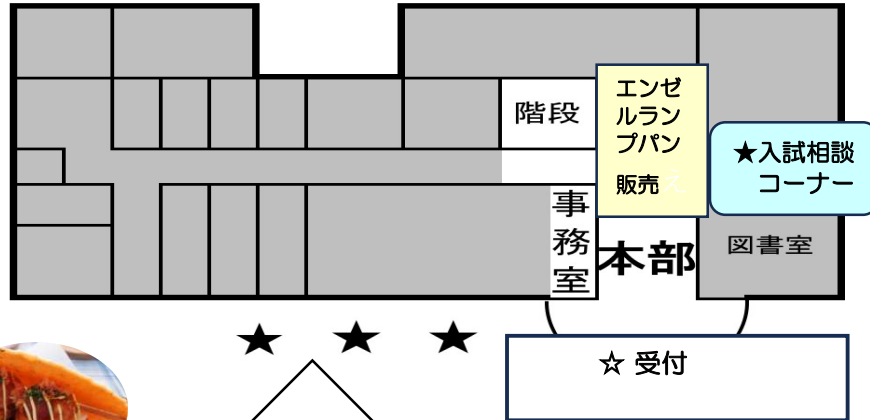 階段
エンゼ
ルラン
プパン
販売
★入試相談
コーナー
事
務
室
本部
図書室
★ ★ ★
☆ 受付